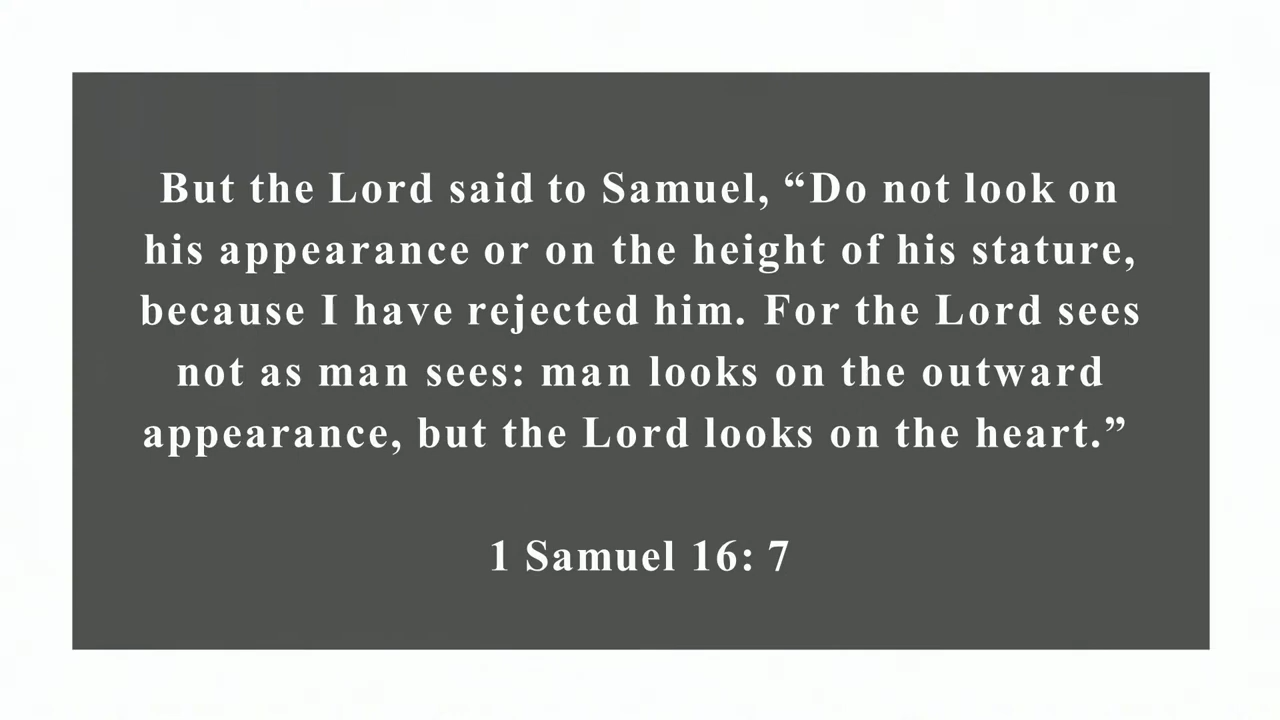 But the Lord said to Samuel, “Do not look on
his appearance or on the height of his stature,
because I have rejected him. For the Lord sees
not as man sees: man looks on the outward
appearance, but the Lord looks on the heart.”
1 Samuel 16: 7